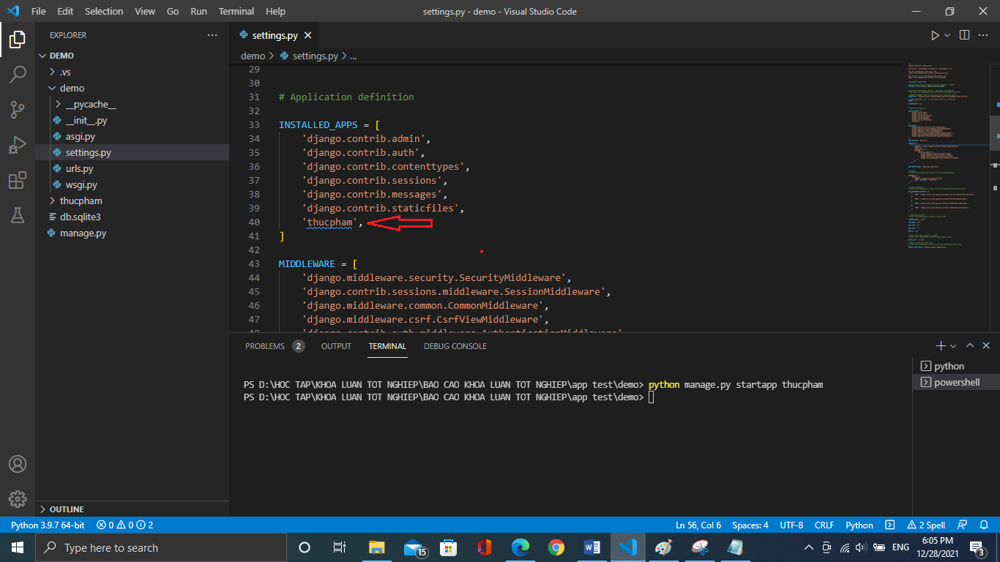 File Edit Selection View Go Run Terminal Help
settings.py - demo - Visual Studio Code
EXPLORER
DEMO
.vs
demo
__pycache__
__init__.py
asgi.py
settings.py
urls.py
wsgi.py
thucpham
db.sqlite3
manage.py
OUTLINE
settings.py
demo > settings.py > ...
29
30
31 # Application definition
32
33 INSTALLED_APPS = [
34 'django.contrib.admin',
35 'django.contrib.auth',
36 'django.contrib.contenttypes',
37 'django.contrib.sessions',
38 'django.contrib.messages',
39 'django.contrib.staticfiles',
40 'thucpham',
41 ]
42
43 MIDDLEWARE = [
44 'django.middleware.security.SecurityMiddleware',
45 'django.contrib.sessions.middleware.SessionMiddleware',
46 'django.middleware.common.CommonMiddleware',
47 'django.middleware.csrf.CsrfViewMiddleware',
'django.contrib.auth.middleware.AuthenticationMiddleware'
PROBLEMS 2 OUTPUT TERMINAL DEBUG CONSOLE
PS D:\HOC TAP\KHOA LUAN TOT NGHIEP\BAO CAO KHOA LUAN TOT NGHIEP\app test\demo> python manage.py startapp thucpham
PS D:\HOC TAP\KHOA LUAN TOT NGHIEP\BAO CAO KHOA LUAN TOT NGHIEP\app test\demo>
python
powershell
Python 3.9.7 64-bit 0 0 2
Ln 56, Col 6 Spaces: 4 UTF-8 CRLF Python 2 Spell
Type here to search
15
ENG
6:05 PM
12/28/2021
3